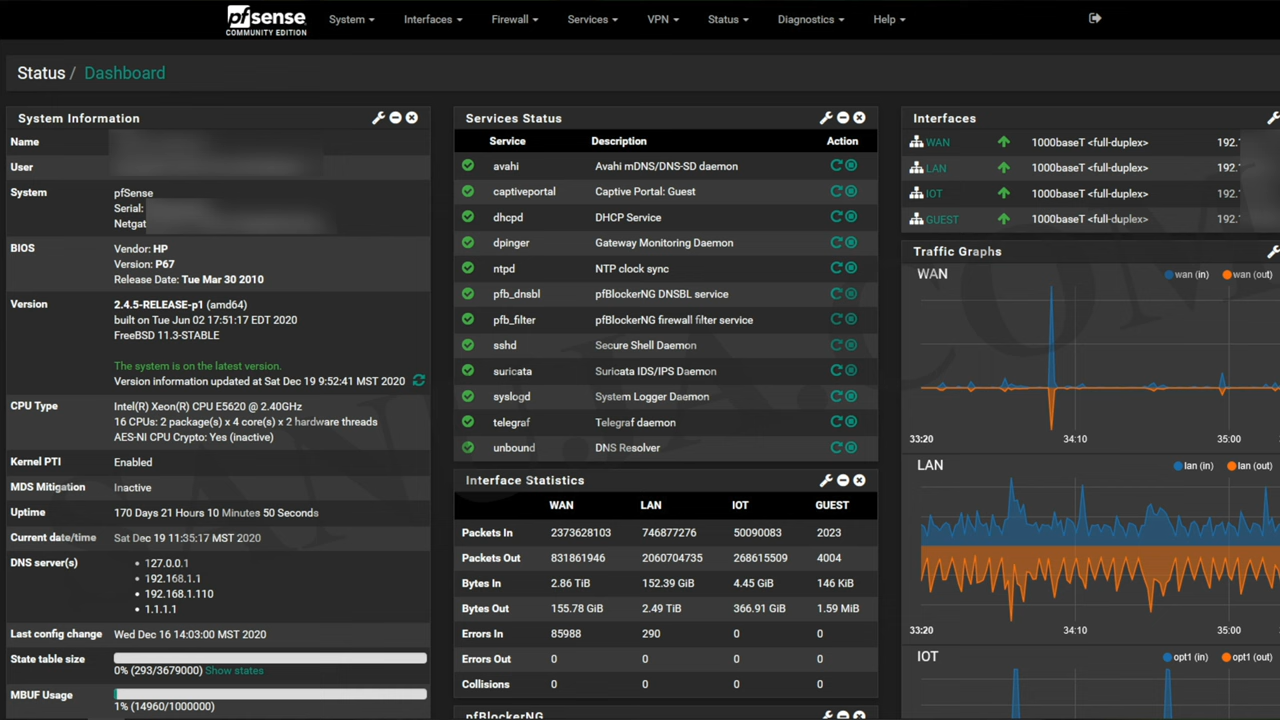 pfsense
COMMUNITY EDITION
System Interfaces Firewall Services VPN Status Diagnostics Help
Status / Dashboard
System Information
Name
User
System pfSense
Serial:
Netgat
BIOS Vendor: HP
Version: P67
Release Date: Tue Mar 30 2010
Version 2.4.5-RELEASE-p1 (amd64)
built on Tue Jun 02 17:51:17 EDT 2020
FreeBSD 11.3-STABLE
The system is on the latest version.
Version information updated at Sat Dec 19 9:52:41 MST 2020
CPU Type Intel(R) Xeon(R) CPU E5620 @ 2.40GHz
16 CPUs: 2 package(s) x 4 core(s) x 2 hardware threads
AES-NI CPU Crypto: Yes (inactive)
Kernel PTI Enabled
MDS Mitigation Inactive
Uptime 170 Days 21 Hours 10 Minutes 50 Seconds
Current date/time Sat Dec 19 11:35:17 MST 2020
DNS server(s) 127.0.0.1
192.168.1.1
192.168.1.110
1.1.1.1
Last config change Wed Dec 16 14:03:00 MST 2020
State table size
0% (293/3679000) Show states
MBUF Usage
1% (14960/1000000)
Services Status
Service Description Action
avahi Avahi mDNS/DNS-SD daemon
captiveportal Captive Portal: Guest
dhcpd DHCP Service
dpinger Gateway Monitoring Daemon
ntpd NTP clock sync
pfb_dnsbl pfBlockerNG DNSBL service
pfb_filter pfBlockerNG firewall filter service
sshd Secure Shell Daemon
suricata Suricata IDS/IPS Daemon
syslogd System Logger Daemon
telegraf Telegraf daemon
unbound DNS Resolver
Interface Statistics
WAN LAN IOT GUEST
Packets In 2373628103 746877276 50090083 2023
Packets Out 831861946 2060704735 268615509 4004
Bytes In 2.86 TiB 152.39 GiB 4.45 GiB 146 KiB
Bytes Out 155.78 GiB 2.49 TiB 366.91 GiB 1.59 MiB
Errors In 85988 290 0 0
Errors Out 0 0 0 0
Collisions 0 0 0 0
pfBlockerNG
Interfaces
WAN 1000baseT <full-duplex> 192.
LAN 1000baseT <full-duplex> 192.
IOT 1000baseT <full-duplex> 192.
GUEST 1000baseT <full-duplex> 192.
Traffic Graphs
WAN wan (in) wan (out)
33:20 34:10 35:00
LAN lan (in) lan (out)
33:20 34:10 35:00
IOT opt1 (in) opt1 (out)